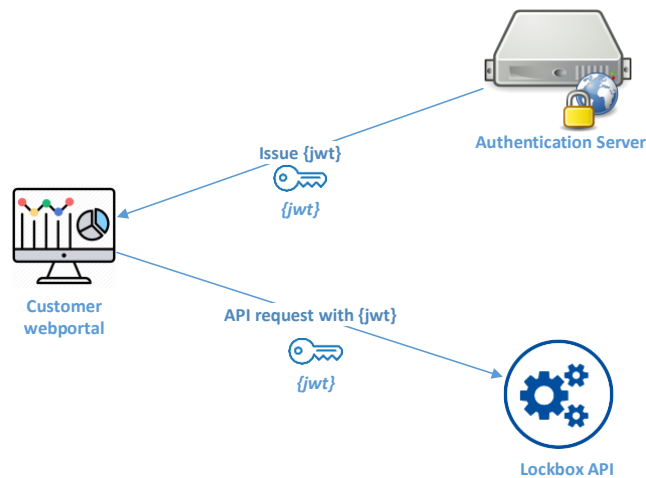 Authentication Server
Issue {jwt}
{jwt}
Customer
webportal
API request with {jwt}
{jwt}
Lockbox API